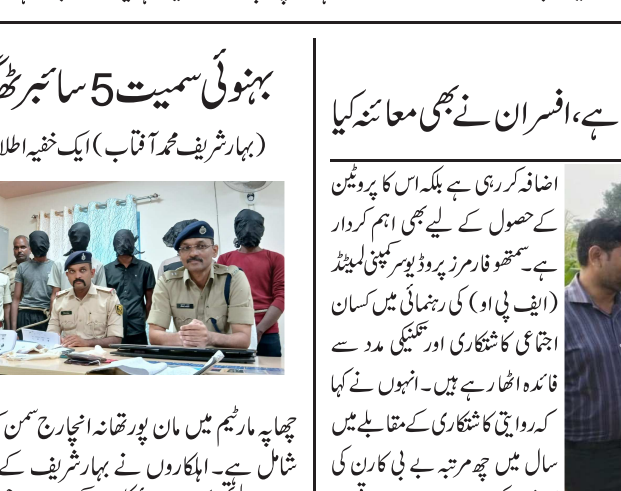 ہے، افسران نے بھی معائنہ کیا
اضافہ کر رہی ہے بلکہ اس کا پروٹین
کے حصول کے لیے بھی اہم کردار
ہے۔ سمتھو فارمرز پروڈیوسر کمپنی لمیٹڈ
(ایف پی او) کی رہنمائی میں کسان
اجتماعی کاشتکاری اور تکنیکی مدد سے
فائدہ اٹھا رہے ہیں۔ انہوں نے کہا
کہ روایتی کاشتکاری کے مقابلے میں
سال میں چھ مرتبہ بے بی کارن کی
بہنوئی سمیت 5 سائبر
(بہار شریف محمد آفتاب) ایک خفیہ
چھاپہ مار ٹیم میں مان پور تھانہ انچارج سمن
شامل ہے۔ اہلکاروں نے بہار شریف کے